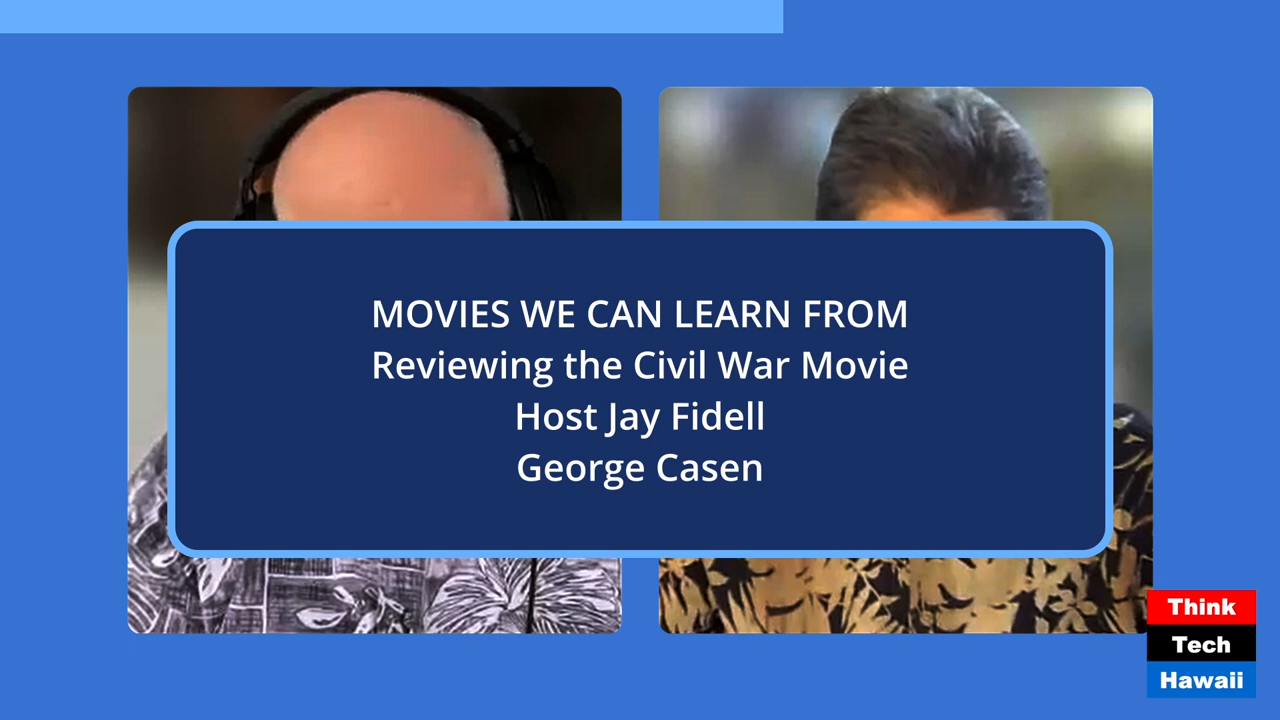 MOVIES WE CAN LEARN FROM
Reviewing the Civil War Movie
Host Jay Fidell
George Casen
Think
Tech
Hawaii